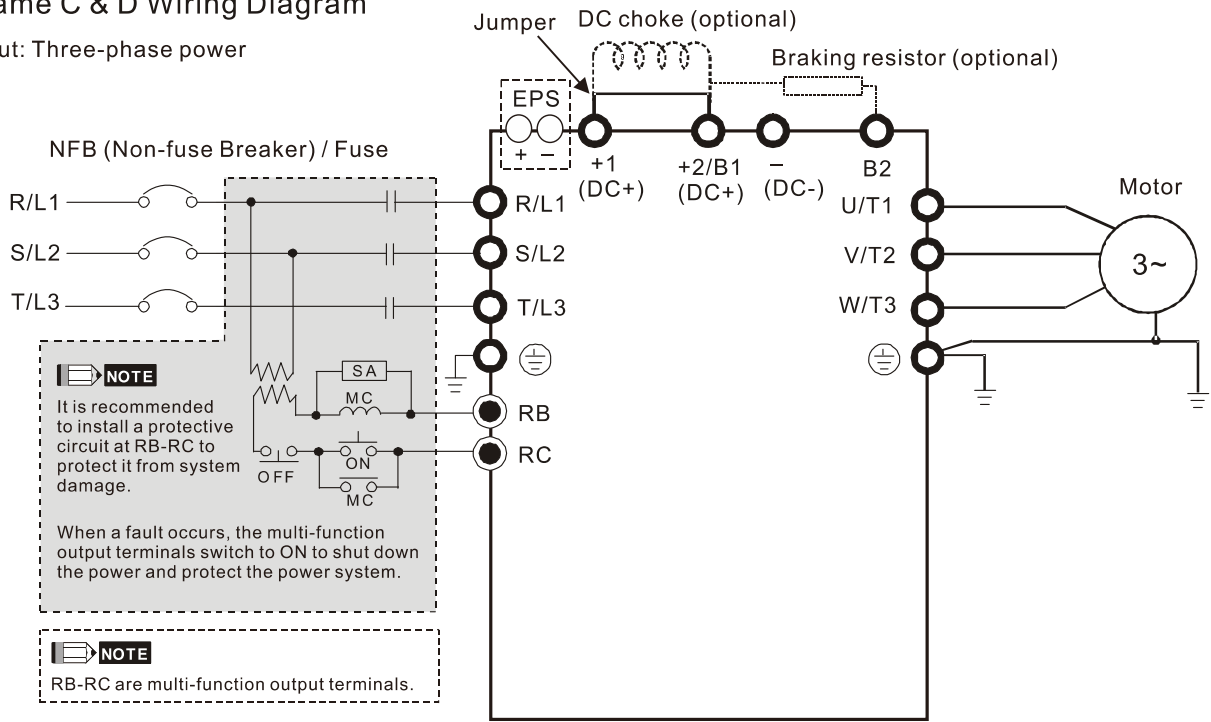 ame C & D Wiring Diagram
ut: Three-phase power
Jumper
DC choke (optional)
Braking resistor (optional)
EPS
+ −
+1
(DC+)
+2/B1
(DC+)
−
(DC-)
B2
NFB (Non-fuse Breaker) / Fuse
R/L1
R/L1
U/T1
Motor
S/L2
S/L2
V/T2
3~
T/L3
T/L3
W/T3
NOTE
It is recommended
to install a protective
circuit at RB-RC to
protect it from system
damage.
SA
MC
RB
OFF
ON
MC
RC
When a fault occurs, the multi-function
output terminals switch to ON to shut down
the power and protect the power system.
NOTE
RB-RC are multi-function output terminals.